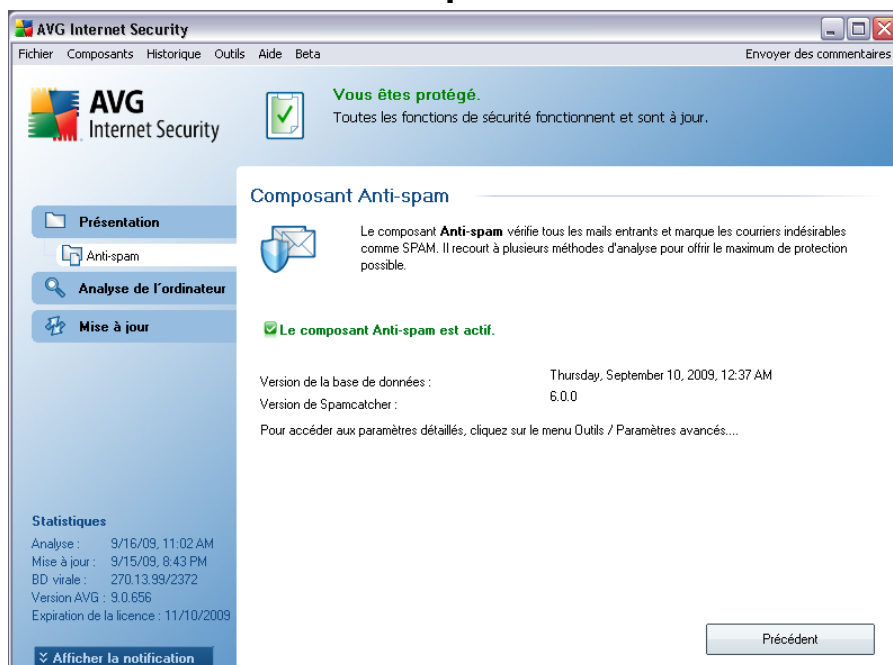 AVG Internet Security
Fichier Composants Historique Outils Aide Beta Envoyer des commentaires
AVG
Internet Security
Vous êtes protégé.
Toutes les fonctions de sécurité fonctionnent et sont à jour.
Présentation
Anti-spam
Analyse de l'ordinateur
Mise à jour
Composant Anti-spam
Le composant Anti-spam vérifie tous les mails entrants et marque les courriers indésirables
comme SPAM. Il recourt à plusieurs méthodes d'analyse pour offrir le maximum de protection
possible.
Le composant Anti-spam est actif.
Version de la base de données : Thursday, September 10, 2009, 12:37 AM
Version de Spamcatcher : 6.0.0
Pour accéder aux paramètres détaillés, cliquez sur le menu Outils / Paramètres avancés....
Statistiques
Analyse : 9/16/09, 11:02 AM
Mise à jour : 9/15/09, 8:43 PM
BD virale : 270.13.99/2372
Version AVG : 9.0.656
Expiration de la licence : 11/10/2009
Afficher la notification
Précédent